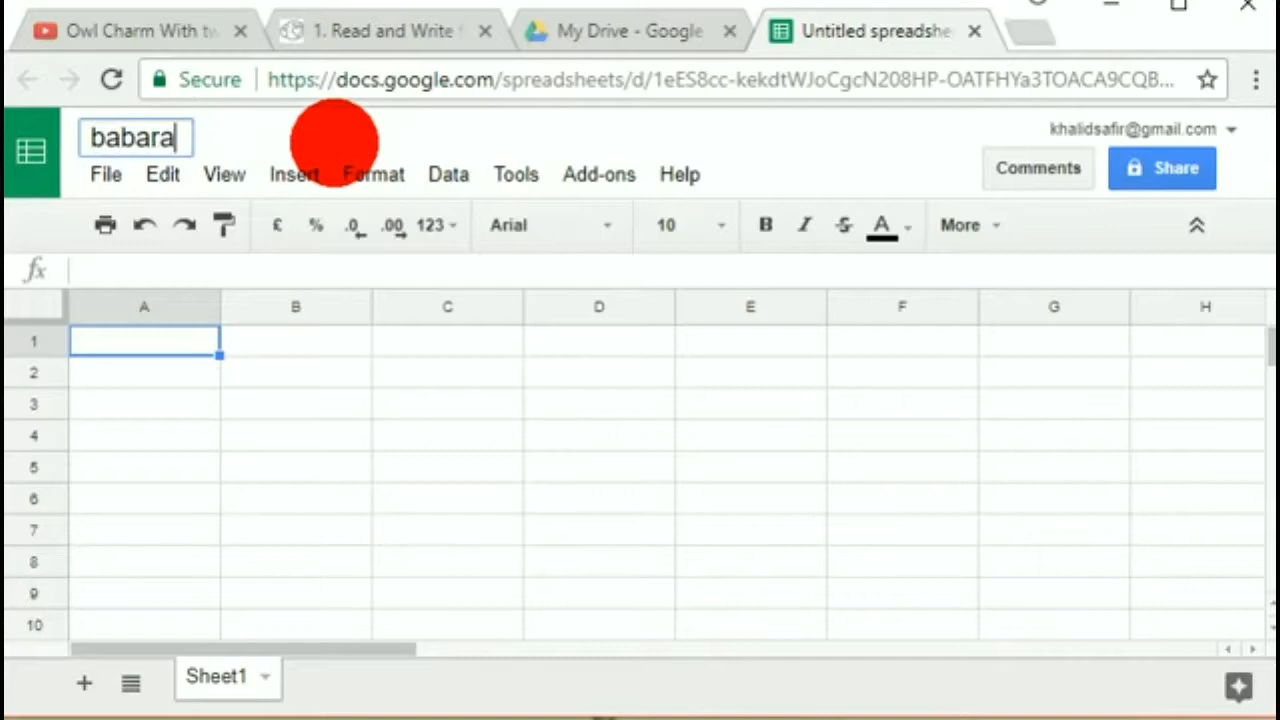 Owl Charm With tw
1. Read and Write
My Drive - Google
Untitled spreadshe
Secure
https://docs.google.com/spreadsheets/d/1eES8cc-kekdtWJoCgcN208HP-OATFHYa3TOACA9CQB...
babara
khalidsafir@gmail.com
File Edit View Insert Format Data Tools Add-ons Help
Comments
Share
£ % .0 .00 123 Arial 10 B I S A More
fx
A B C D E F G H
1
2
3
4
5
6
7
8
9
10
+ Sheet1